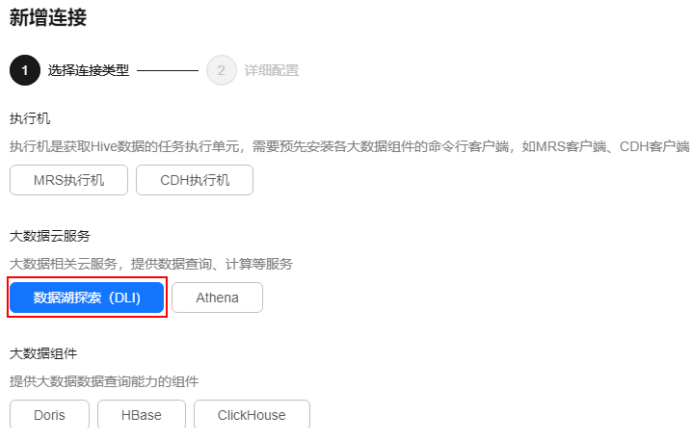 新增连接
1 选择连接类型 2 详细配置
执行机
执行机是获取Hive数据的任务执行单元，需要预先安装各大数据组件的命令行客户端，如MRS客户端、CDH客户端
MRS执行机 CDH执行机
大数据云服务
大数据相关云服务，提供数据查询、计算等服务
数据湖探索（DLI） Athena
大数据组件
提供大数据数据查询能力的组件
Doris HBase ClickHouse